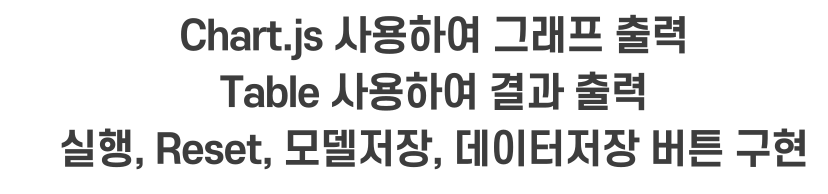 Chart.js 사용하여 그래프 출력
Table 사용하여 결과 출력
실행, Reset, 모델저장, 데이터저장 버튼 구현